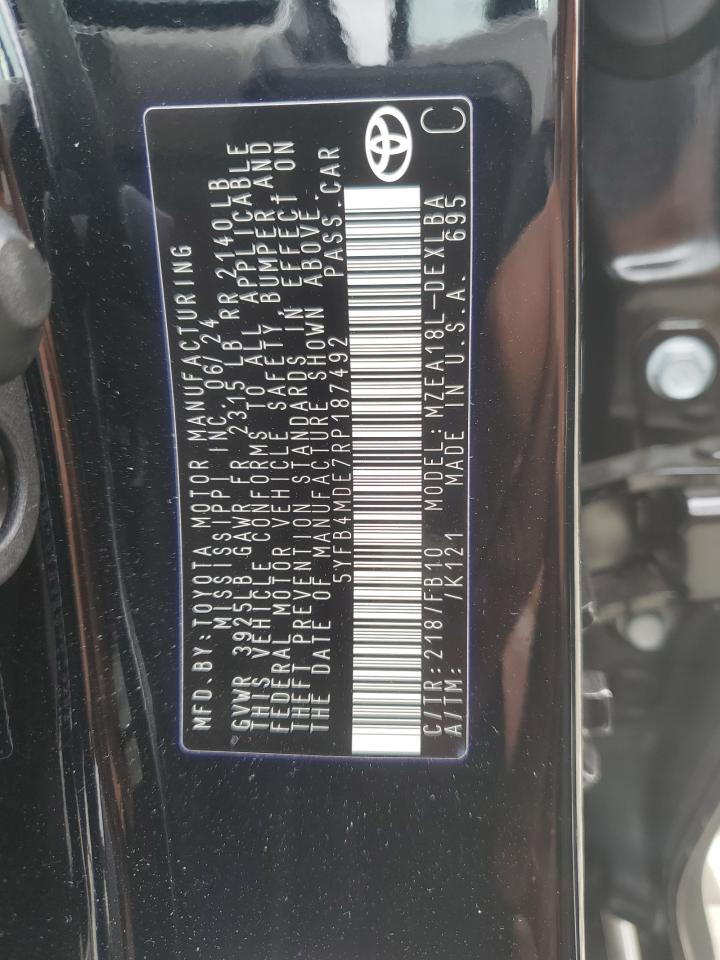 MFD.BY:TOYOTA MOTOR MANUFACTURING
MISSISSIPPI INC. 06/24
GVWR 3925LB GAWR FR 2315 LB RR 2140LB
THIS VEHICLE CONFORMS TO ALL APPLICABLE
FEDERAL MOTOR VEHICLE SAFETY, BUMPER AND
THEFT PREVENTION STANDARDS IN EFFECT ON
THE DATE OF MANUFACTURE SHOWN ABOVE.
5YFB4MDE7RP187492 PASS.CAR
C/TR:218/FB10 MODEL:MZEA18L-DEXLBA
A/TM: /K121 MADE IN U.S.A. 695
C